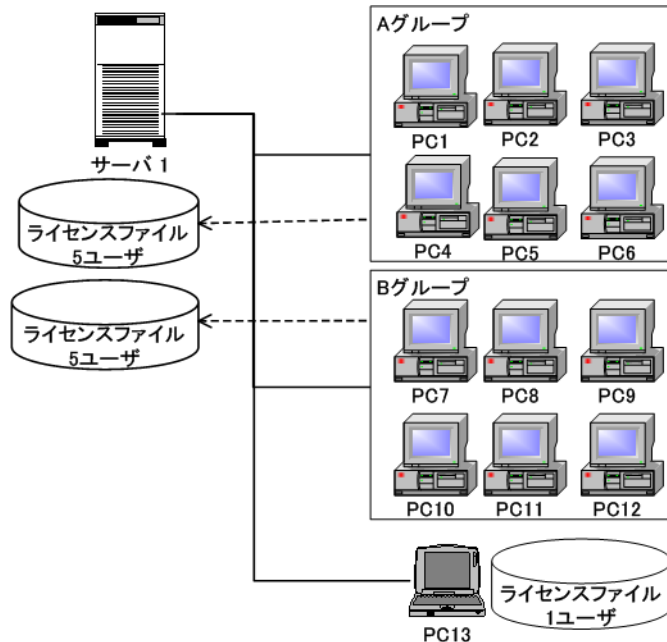 Aグループ
PC1
PC2
PC3
サーバ 1
PC4
PC5
PC6
ライセンスファイル
5ユーザ
Bグループ
ライセンスファイル
5ユーザ
PC7
PC8
PC9
PC10
PC11
PC12
PC13
ライセンスファイル
1ユーザ